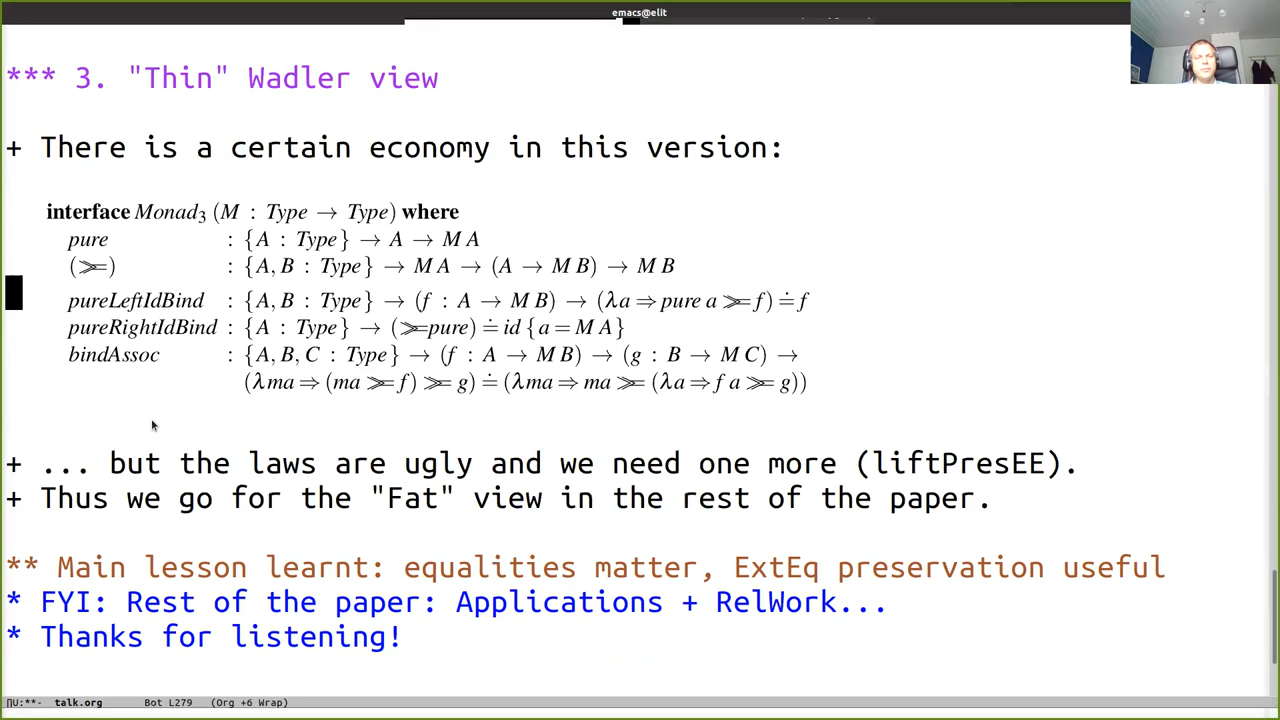 emacs@elit
*** 3. "Thin" Wadler view
+ There is a certain economy in this version:
interface Monad₃ (M : Type → Type) where
pure : {A : Type} → A → M A
(>>=) : {A, B : Type} → M A → (A → M B) → M B
pureLeftIdBind : {A, B : Type} → (f : A → M B) → (λa ⇒ pure a >>= f) ≐ f
pureRightIdBind : {A : Type} → (>>=pure) ≐ id {a = M A}
bindAssoc : {A, B, C : Type} → (f : A → M B) → (g : B → M C) →
(λma ⇒ (ma >>= f) >>= g) ≐ (λma ⇒ ma >>= (λa ⇒ f a >>= g))
+ ... but the laws are ugly and we need one more (liftPresEE).
+ Thus we go for the "Fat" view in the rest of the paper.
** Main lesson learnt: equalities matter, ExtEq preservation useful
* FYI: Rest of the paper: Applications + RelWork...
* Thanks for listening!
U:**- talk.org Bot L279 (Org +6 Wrap)